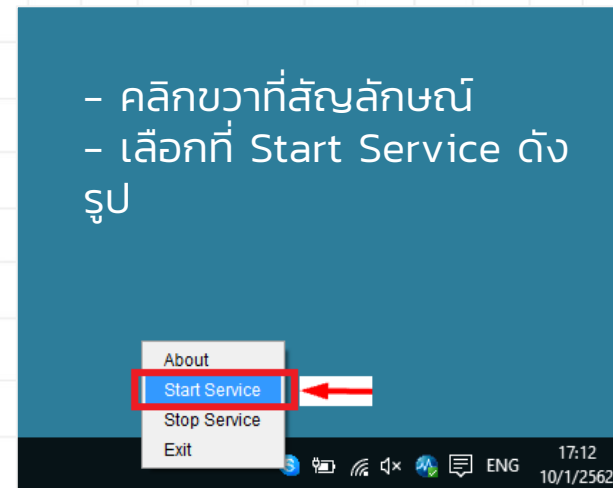 - คลิกขวาที่สัญลักษณ์
- เลือกที่ Start Service ดัง
รูป
About
Start Service
Stop Service
Exit
ENG
17:12
10/1/2562